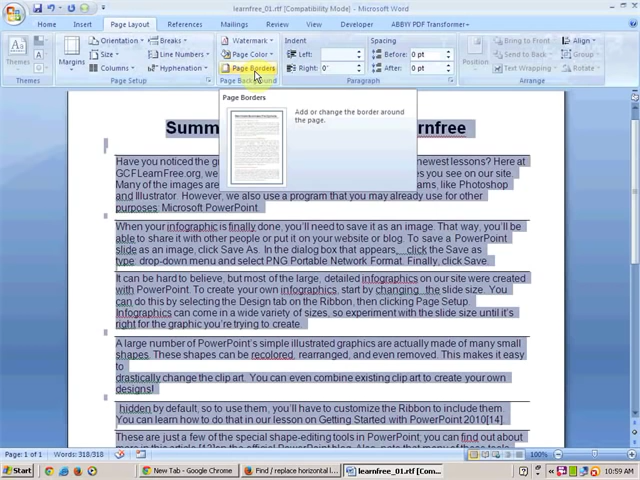 learnfree_01.rtf [Compatibility Mode] - Microsoft Word
Home Insert Page Layout References Mailings Review View Developer ABBYY PDF Transformer
Themes
Margins
Orientation
Size
Columns
Breaks
Line Numbers
Hyphenation
Watermark
Page Color
Page Borders
Indent
Left:
Right: 0"
Spacing
Before: 0 pt
After: 0 pt
Position
Bring to Front
Send to Back
Text Wrapping
Align
Group
Rotate
Themes Page Setup Page Background Paragraph Arrange
Page Borders
Add or change the border around
the page.
Summ
rnfree
Have you noticed the
newest lessons? Here at
GCFLearnFree.org, we
es you see on our site.
Many of the images are
ams, like Photoshop
and Illustrator. However, we also use a program that you may already use for other
purposes: Microsoft PowerPoint.
When your infographic is finally done, you'll need to save it as an image. That way, you'll be
able to share it with other people or put it on your website or blog. To save a PowerPoint
slide as an image, click Save As. In the dialog box that appears, click the Save as
type: drop-down menu and select PNG Portable Network Format. Finally, click Save.
It can be hard to believe, but most of the large, detailed infographics on our site were created
with PowerPoint. To create your own infographics, start by changing the slide size. You
can do this by selecting the Design tab on the Ribbon, then clicking Page Setup.
Infographics can come in a wide variety of sizes, so experiment with the slide size until it's
right for the graphic you're trying to create.
A large number of PowerPoint's simple illustrated graphics are actually made of many small
shapes. These shapes can be recolored, rearranged, and even removed. This makes it easy
to
drastically change the clip art. You can even combine existing clip art to create your own
designs!
hidden by default, so to use them, you'll have to customize the Ribbon to include them.
You can learn how to do that in our lesson on Getting Started with PowerPoint 2010[14].
These are just a few of the special shape-editing tools in PowerPoint; you can find out about
Page: 1 of 1 Words: 318/318 100%
Start New Tab - Google Chrome Find / replace horizontal l... learnfree_01.rtf [Com... 10:59 AM